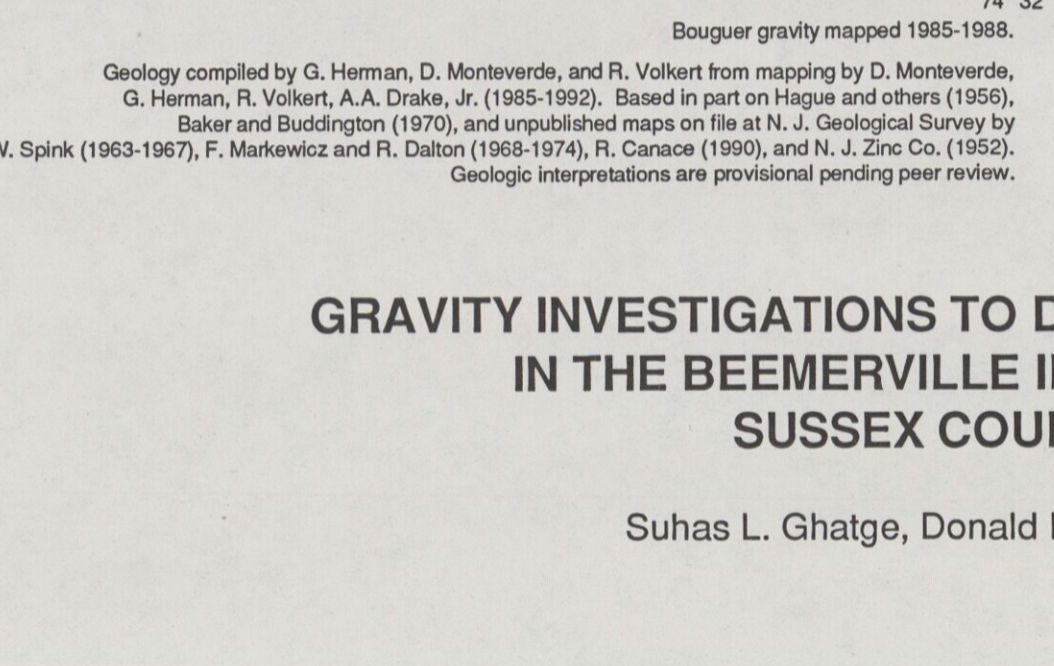 Bouguer gravity mapped 1985-1988.
Geology compiled by G. Herman, D. Monteverde, and R. Volkert from mapping by D. Monteverde,
G. Herman, R. Volkert, A.A. Drake, Jr. (1985-1992). Based in part on Hague and others (1956),
Baker and Buddington (1970), and unpublished maps on file at N. J. Geological Survey by
Spink (1963-1967), F. Markewicz and R. Dalton (1968-1974), R. Canace (1990), and N. J. Zinc Co. (1952).
Geologic interpretations are provisional pending peer review.
GRAVITY INVESTIGATIONS TO
IN THE BEEMERVILLE
SUSSEX
Suhas L. Ghatge, Donald